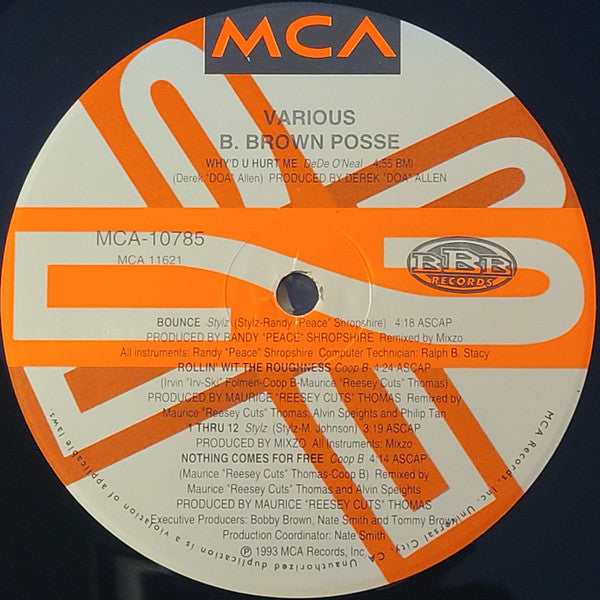 MCA
VARIOUS
B. BROWN POSSE
WHY'D U HURT ME DeDe O'Neal 4:55 BMI
(Derek "DOA" Allen) PRODUCED BY DEREK "DOA" ALLEN
MCA-10785
MCA 11621
BBB
RECORDS
BOUNCE Stylz (Stylz-Randy "Peace" Shropshire) 4:18 ASCAP
PRODUCED BY RANDY "PEACE" SHROPSHIRE Remixed by Mixzo
All instruments: Randy "Peace" Shropshire Computer Technician: Ralph B. Stacy
ROLLIN' WIT THE ROUGHNESS Coop B 4:24 ASCAP
(Irvin "Irv-Ski" Folmen-Coop B-Maurice "Reesey Cuts" Thomas)
PRODUCED BY MAURICE "REESEY CUTS" THOMAS Remixed by
Maurice "Reesey Cuts" Thomas, Alvin Speights and Philip Tan
1 THRU 12 Stylz (Stylz-M. Johnson) 3:19 ASCAP
PRODUCED BY MIXZO All Instruments: Mixzo
NOTHING COMES FOR FREE Coop B 4:14 ASCAP
(Maurice "Reesey Cuts" Thomas-Coop B) Remixed by
Maurice "Reesey Cuts" Thomas and Alvin Speights
PRODUCED BY MAURICE "REESEY CUTS" THOMAS
Executive Producers: Bobby Brown, Nate Smith and Tommy Brown
Production Coordinator: Nate Smith
℗ 1993 MCA Records, Inc.
MCA Records, Inc. Universal City, CA Unauthorized duplication is a violation of applicable laws.